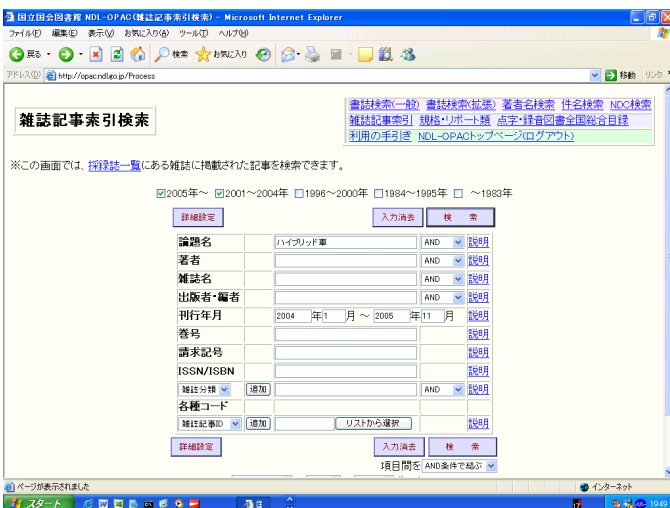 国立国会図書館 NDL-OPAC(雑誌記事索引検索) - Microsoft Internet Explorer
ファイル(F) 編集(E) 表示(V) お気に入り(A) ツール(T) ヘルプ(H)
戻る 検索 お気に入り
アドレス(D) http://opac.ndl.go.jp/Process 移動 リンク
書誌検索(一般) 書誌検索(拡張) 著者名検索 件名検索 NDC検索
雑誌記事索引 規格・リポート類 点字・録音図書全国総合目録
利用の手引き NDL-OPACトップページ(ログアウト)
雑誌記事索引検索
※この画面では、採録誌一覧にある雑誌に掲載された記事を検索できます。
2005年～ 2001～2004年 1996～2000年 1984～1995年 ～1983年
詳細設定 入力消去 検 索
論題名 ハイブリッド車 AND 説明
著者 AND 説明
雑誌名 AND 説明
出版者・編者 AND 説明
刊行年月 2004 年 1 月 ～ 2005 年 11 月 説明
巻号 説明
請求記号 説明
ISSN/ISBN 説明
雑誌分類 追加 AND 説明
各種コード
雑誌記事ID 追加 リストから選択 説明
詳細設定 入力消去 検 索
項目間を AND条件で結ぶ
ページが表示されました インターネット
スタート 19:49